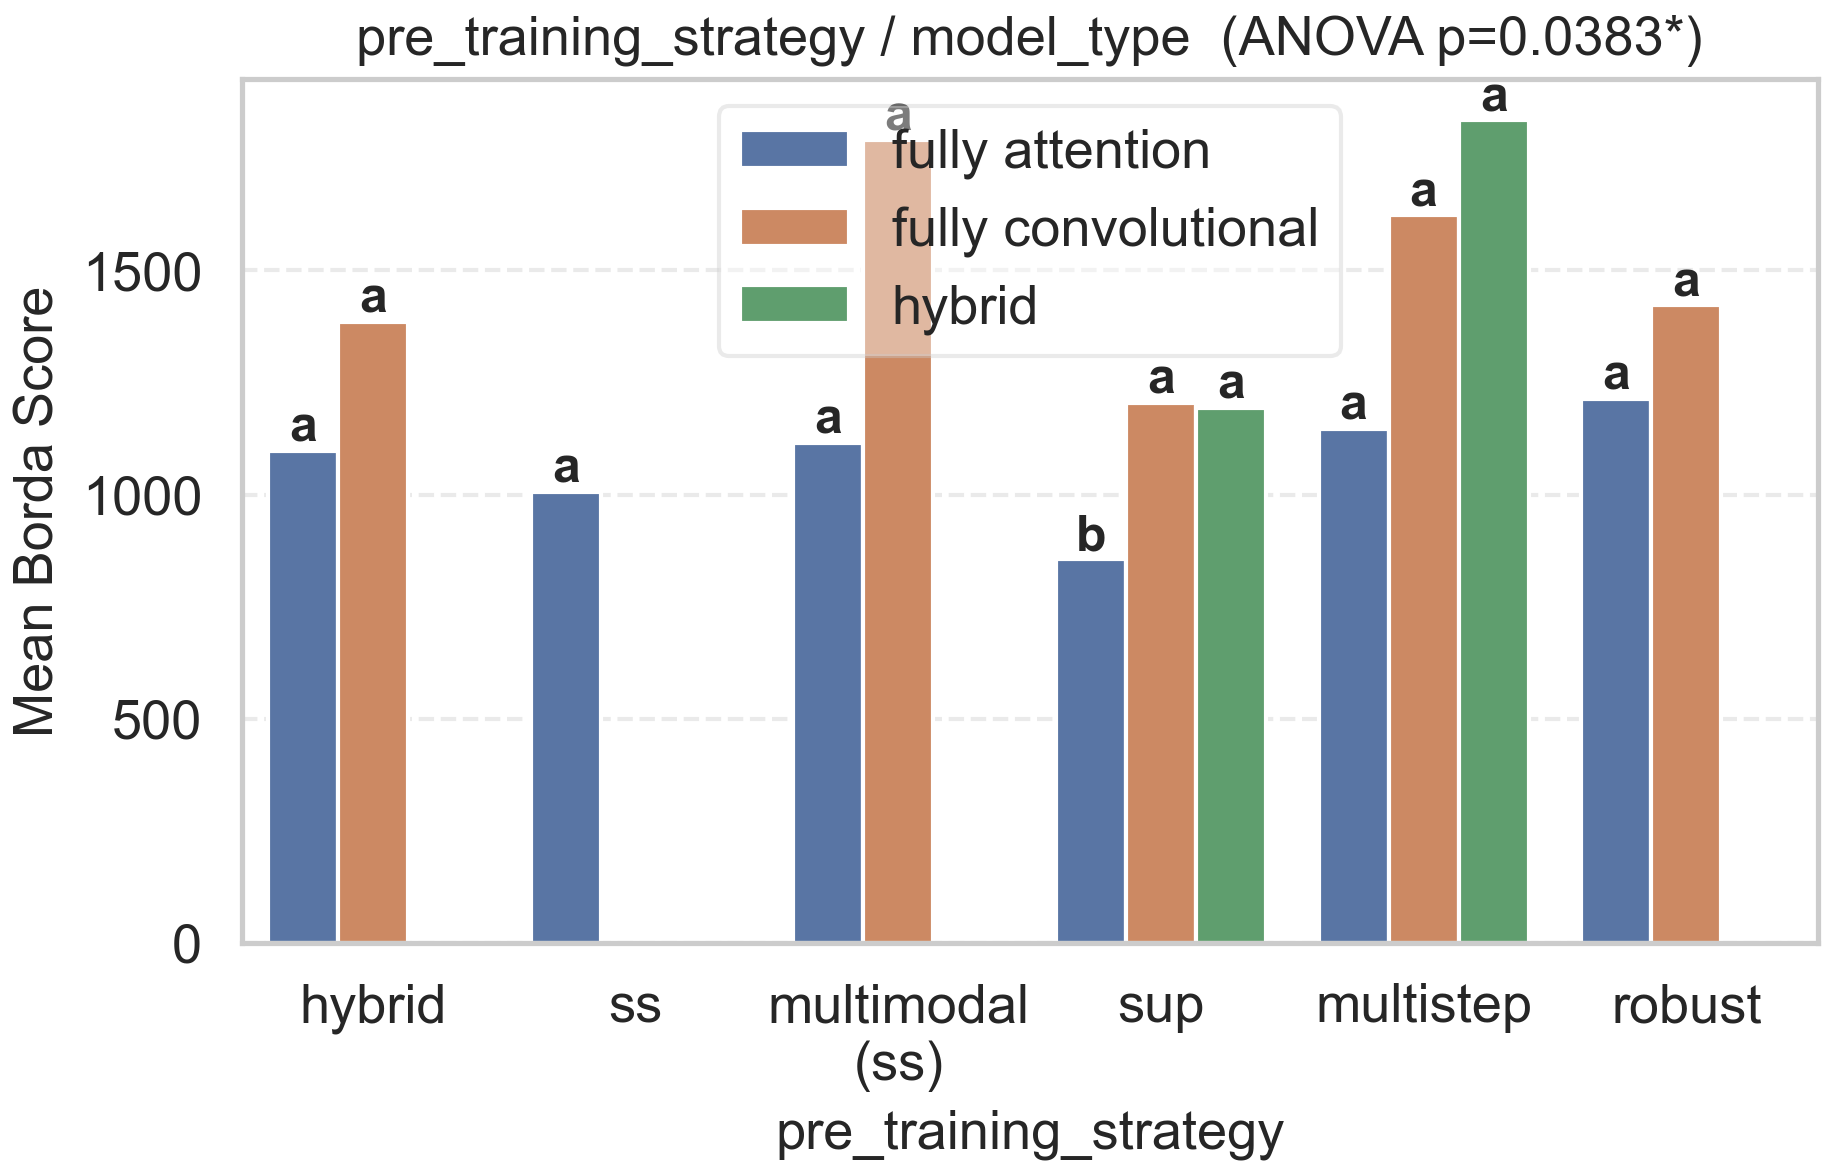 pre_training_strategy / model_type (ANOVA p=0.0383*)
Mean Borda Score
1500
1000
500
0
fully attention
fully convolutional
hybrid
a
a
a
a
a
b
a
a
a
a
a
a
a
hybrid
ss
multimodal
(ss)
sup
multistep
robust
pre_training_strategy